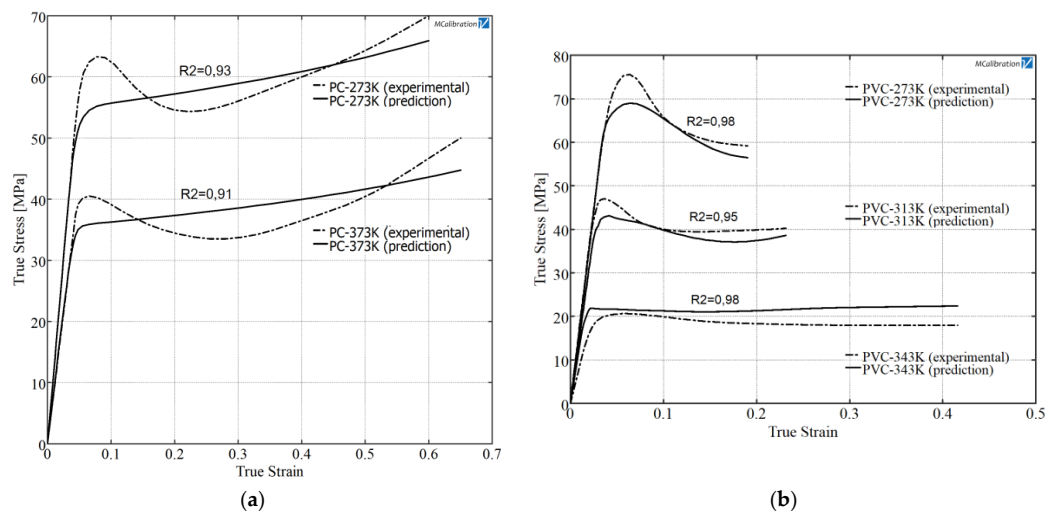 MCalibration
70
60
50
40
30
20
10
0
True Stress [MPa]
R2=0,93
PC-273K (experimental)
PC-273K (prediction)
R2=0,91
PC-373K (experimental)
PC-373K (prediction)
0 0.1 0.2 0.3 0.4 0.5 0.6 0.7
True Strain
(a)
MCalibration
80
70
60
50
40
30
20
10
0
True Stress [MPa]
PVC-273K (experimental)
PVC-273K (prediction)
R2=0,98
PVC-313K (experimental)
PVC-313K (prediction)
R2=0,95
R2=0,98
PVC-343K (experimental)
PVC-343K (prediction)
0 0.1 0.2 0.3 0.4 0.5
True Strain
(b)